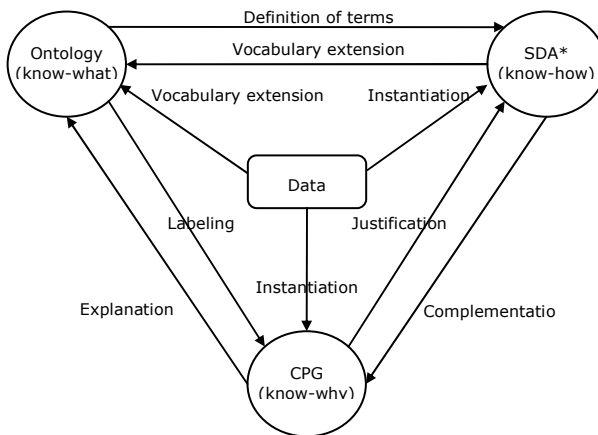 Definition of terms
Ontology
(know-what)
Vocabulary extension
SDA*
(know-how)
Vocabulary extension
Instantiation
Data
Labeling
Justification
Instantiation
Explanation
Complementatio
CPG
(know-why)